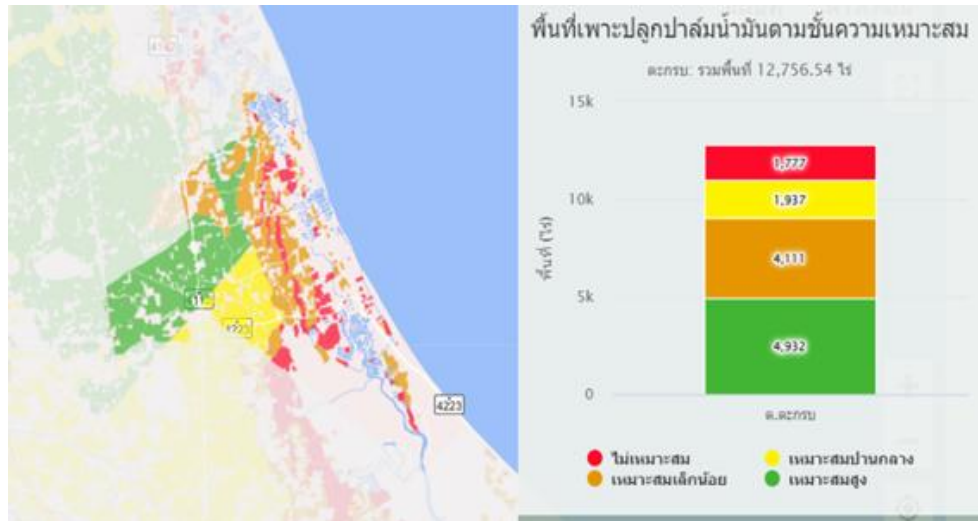 พื้นที่เพาะปลูกปาล์มน้ำมันตามชั้นความเหมาะสม
ตะกรบ: รวมพื้นที่ 12,756.54 ไร่
15k
10k
5k
0
พื้นที่ (ไร่)
1,777
1,937
4,111
4,932
ต.ตะกรบ
ไม่เหมาะสม
เหมาะสมปานกลาง
เหมาะสมเล็กน้อย
เหมาะสมสูง
41
4223
4223